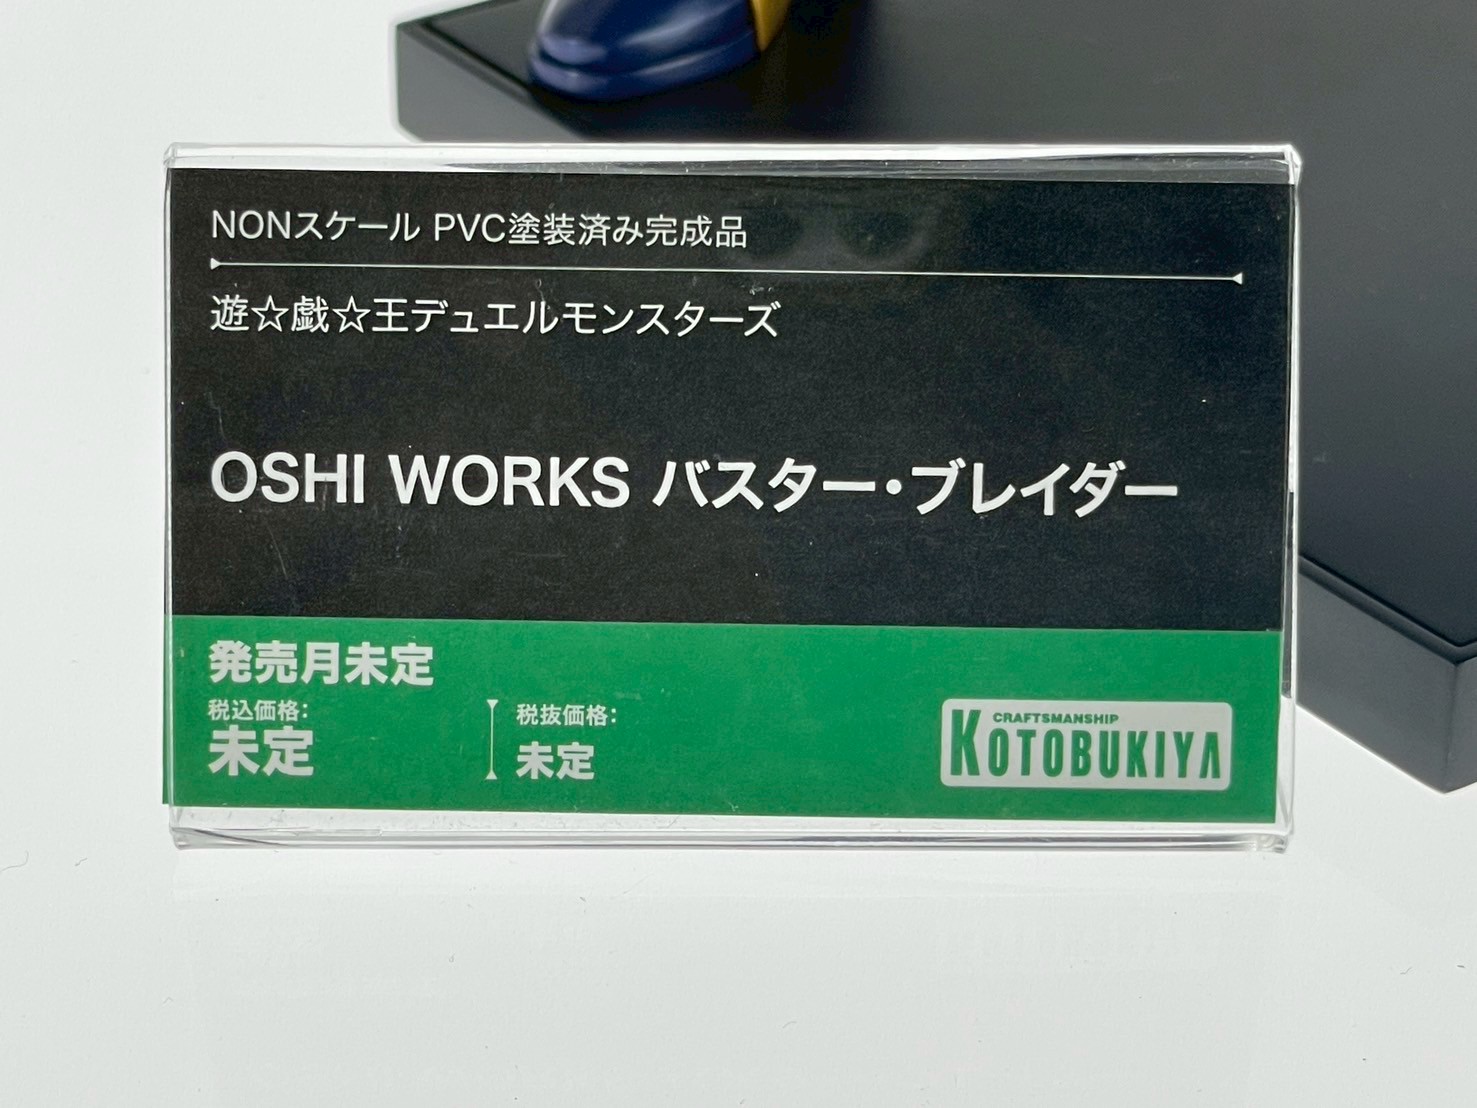 NONスケール PVC塗装済み完成品
遊☆戯☆王デュエルモンスターズ
OSHI WORKS バスター・ブレイダー
発売月未定
税込価格：
未定
税抜価格：
未定
CRAFTSMANSHIP
KOTOBUKIYA